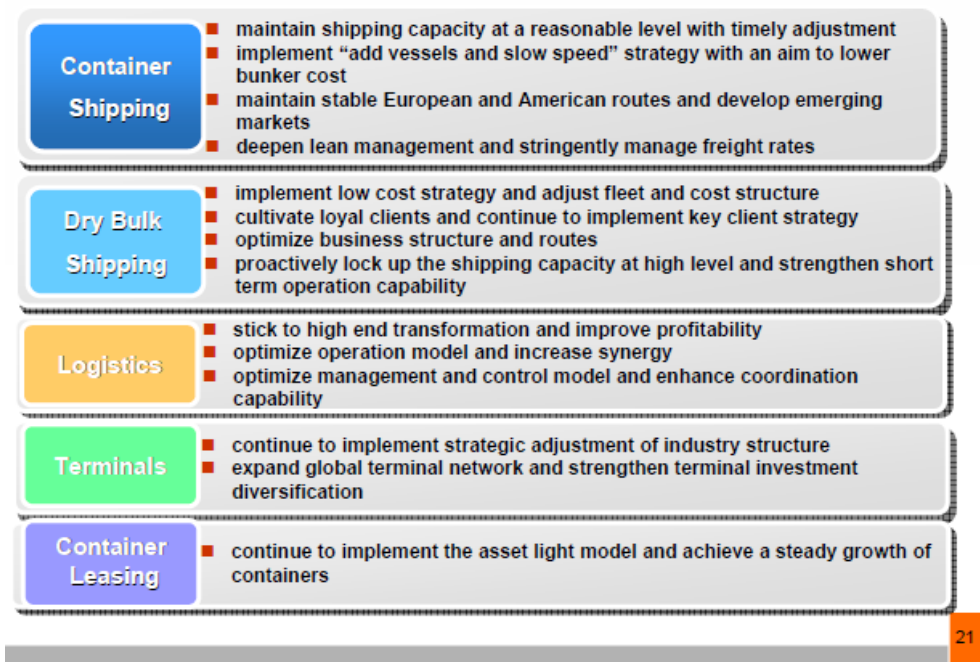 Container
Shipping
maintain shipping capacity at a reasonable level with timely adjustment
implement “add vessels and slow speed” strategy with an aim to lower
bunker cost
maintain stable European and American routes and develop emerging
markets
deepen lean management and stringently manage freight rates
Dry Bulk
Shipping
implement low cost strategy and adjust fleet and cost structure
cultivate loyal clients and continue to implement key client strategy
optimize business structure and routes
proactively lock up the shipping capacity at high level and strengthen short
term operation capability
Logistics
stick to high end transformation and improve profitability
optimize operation model and increase synergy
optimize management and control model and enhance coordination
capability
Terminals
continue to implement strategic adjustment of industry structure
expand global terminal network and strengthen terminal investment
diversification
Container
Leasing
continue to implement the asset light model and achieve a steady growth of
containers
21